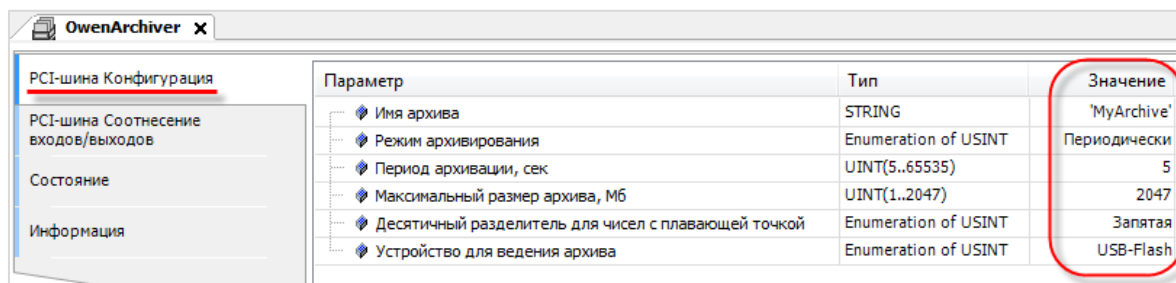 OwenArchiver x
PCI-шина Конфигурация
PCI-шина Соотнесение
входов/выходов
Состояние
Информация
Параметр Тип Значение
Имя архива STRING 'MyArchive'
Режим архивирования Enumeration of USINT Периодически
Период архивации, сек UINT(5..65535) 5
Максимальный размер архива, Мб UINT(1..2047) 2047
Десятичный разделитель для чисел с плавающей точкой Enumeration of USINT Запятая
Устройство для ведения архива Enumeration of USINT USB-Flash